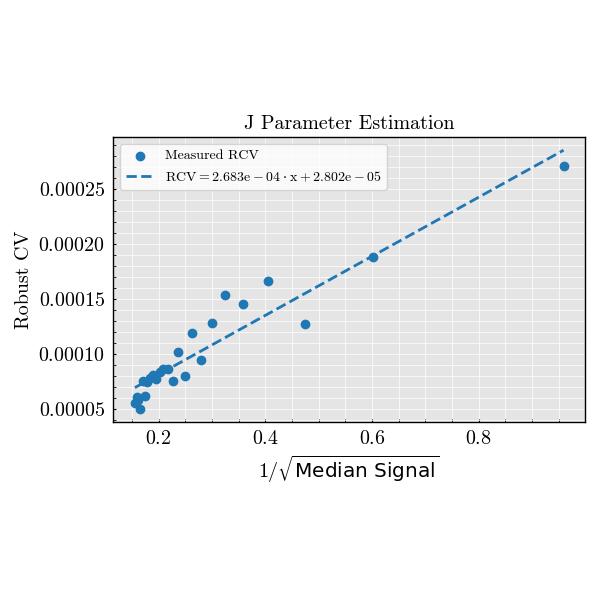 J Parameter Estimation
Measured RCV
RCV = 2.683e − 04 · x + 2.802e − 05
Robust CV
0.00025
0.00020
0.00015
0.00010
0.00005
0.2 0.4 0.6 0.8
1/√Median Signal